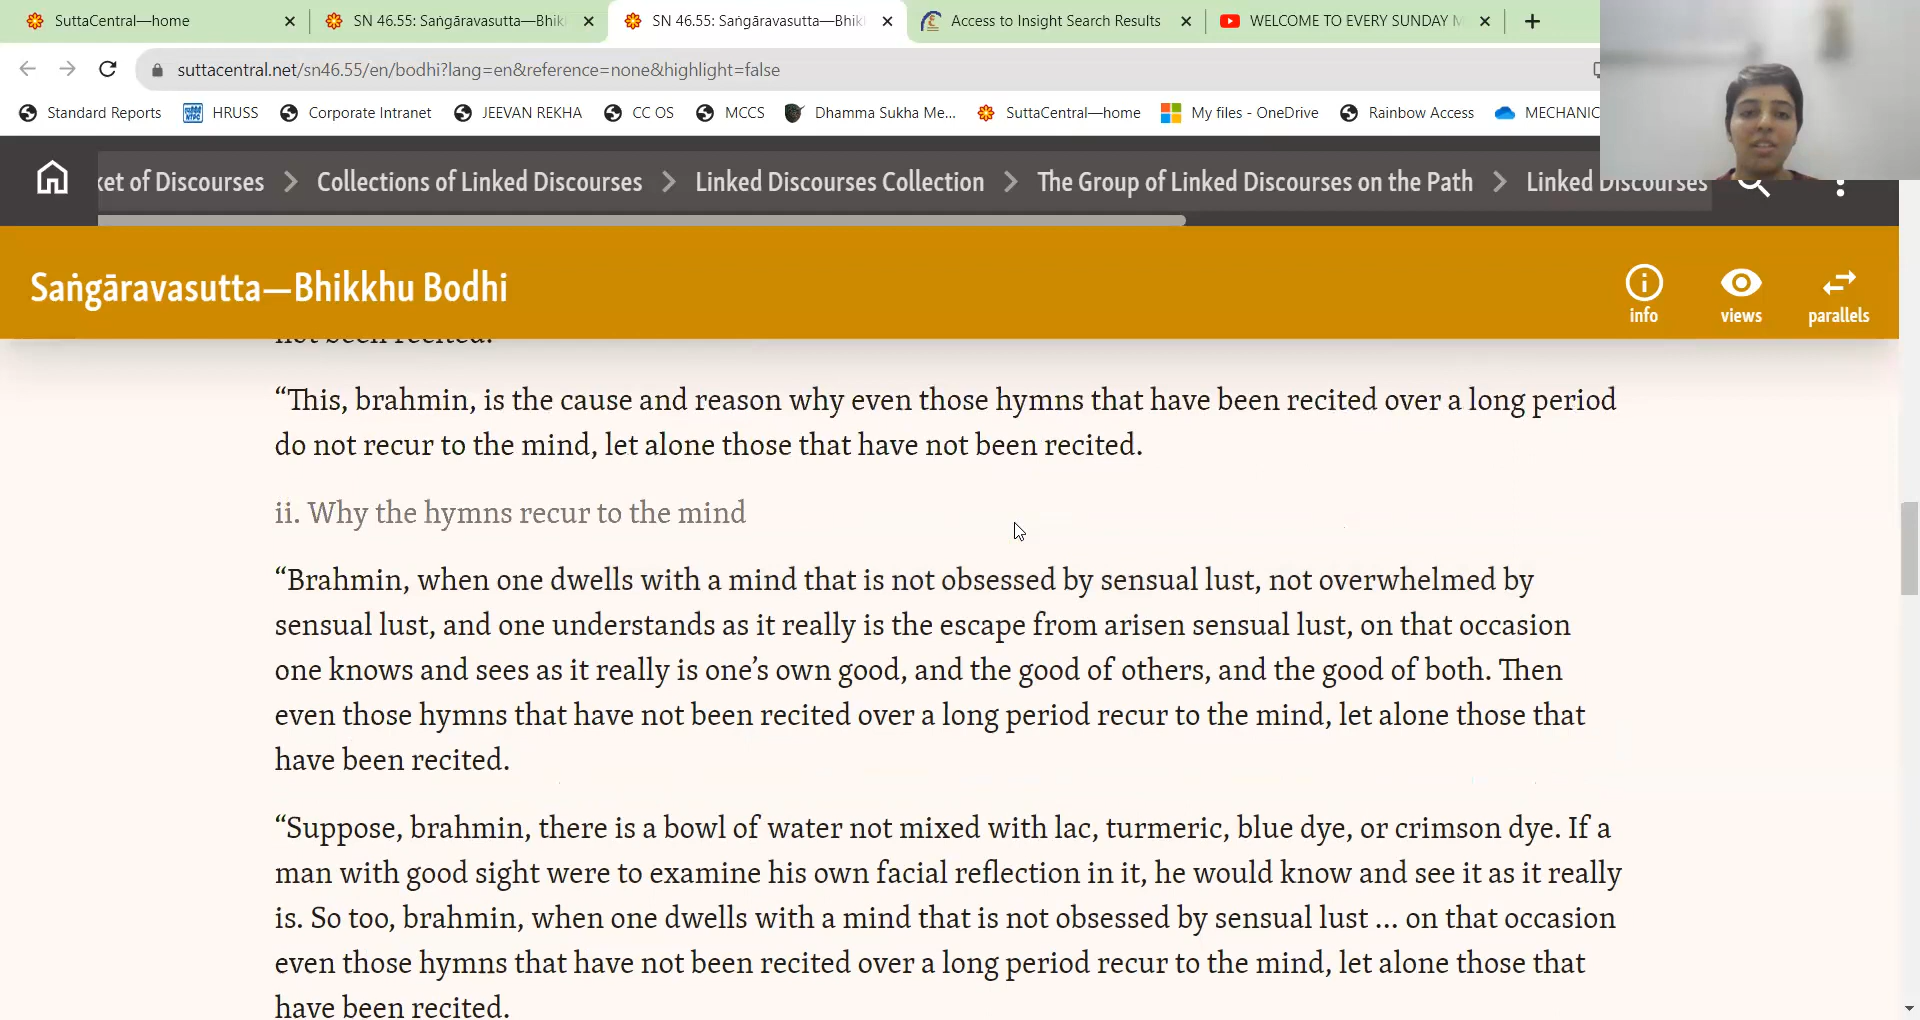 SuttaCentral—home
SN 46.55: Saṅgāravasutta—Bhik
SN 46.55: Saṅgāravasutta—Bhik
Access to Insight Search Results
WELCOME TO EVERY SUNDAY M
suttacentral.net/sn46.55/en/bodhi?lang=en&reference=none&highlight=false
Standard Reports
HRUSS
Corporate Intranet
JEEVAN REKHA
CC OS
MCCS
Dhamma Sukha Me...
SuttaCentral—home
My files - OneDrive
Rainbow Access
MECHANIC
ket of Discourses
Collections of Linked Discourses
Linked Discourses Collection
The Group of Linked Discourses on the Path
Linked Discourses
Saṅgāravasutta—Bhikkhu Bodhi
info
views
parallels
not been recited.
“This, brahmin, is the cause and reason why even those hymns that have been recited over a long period
do not recur to the mind, let alone those that have not been recited.
ii. Why the hymns recur to the mind
“Brahmin, when one dwells with a mind that is not obsessed by sensual lust, not overwhelmed by
sensual lust, and one understands as it really is the escape from arisen sensual lust, on that occasion
one knows and sees as it really is one’s own good, and the good of others, and the good of both. Then
even those hymns that have not been recited over a long period recur to the mind, let alone those that
have been recited.
“Suppose, brahmin, there is a bowl of water not mixed with lac, turmeric, blue dye, or crimson dye. If a
man with good sight were to examine his own facial reflection in it, he would know and see it as it really
is. So too, brahmin, when one dwells with a mind that is not obsessed by sensual lust … on that occasion
even those hymns that have not been recited over a long period recur to the mind, let alone those that
have been recited.